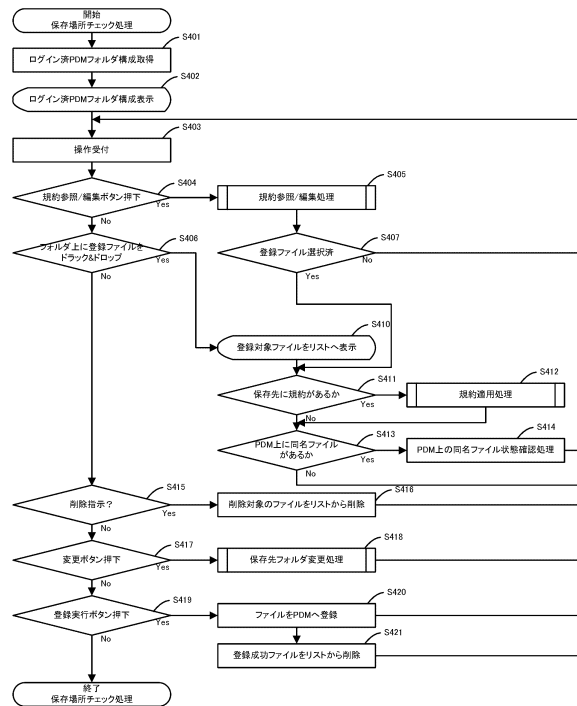 開始
保存場所チェック処理
S401
ログイン済PDMフォルダ構成取得
S402
ログイン済PDMフォルダ構成表示
S403
操作受付
S404
規約参照/編集ボタン押下
Yes
No
S405
規約参照/編集処理
S406
フォルダ上に登録ファイルを
ドラック&ドロップ
Yes
No
S407
登録ファイル選択済
No
Yes
S410
登録対象ファイルをリストへ表示
S411
保存先に規約があるか
Yes
No
S412
規約適用処理
S413
PDM上に同名ファイル
があるか
Yes
No
S414
PDM上の同名ファイル状態確認処理
S415
削除指示?
Yes
No
S416
削除対象のファイルをリストから削除
S417
変更ボタン押下
Yes
No
S418
保存先フォルダ変更処理
S419
登録実行ボタン押下
Yes
No
S420
ファイルをPDMへ登録
S421
登録成功ファイルをリストから削除
終了
保存場所チェック処理